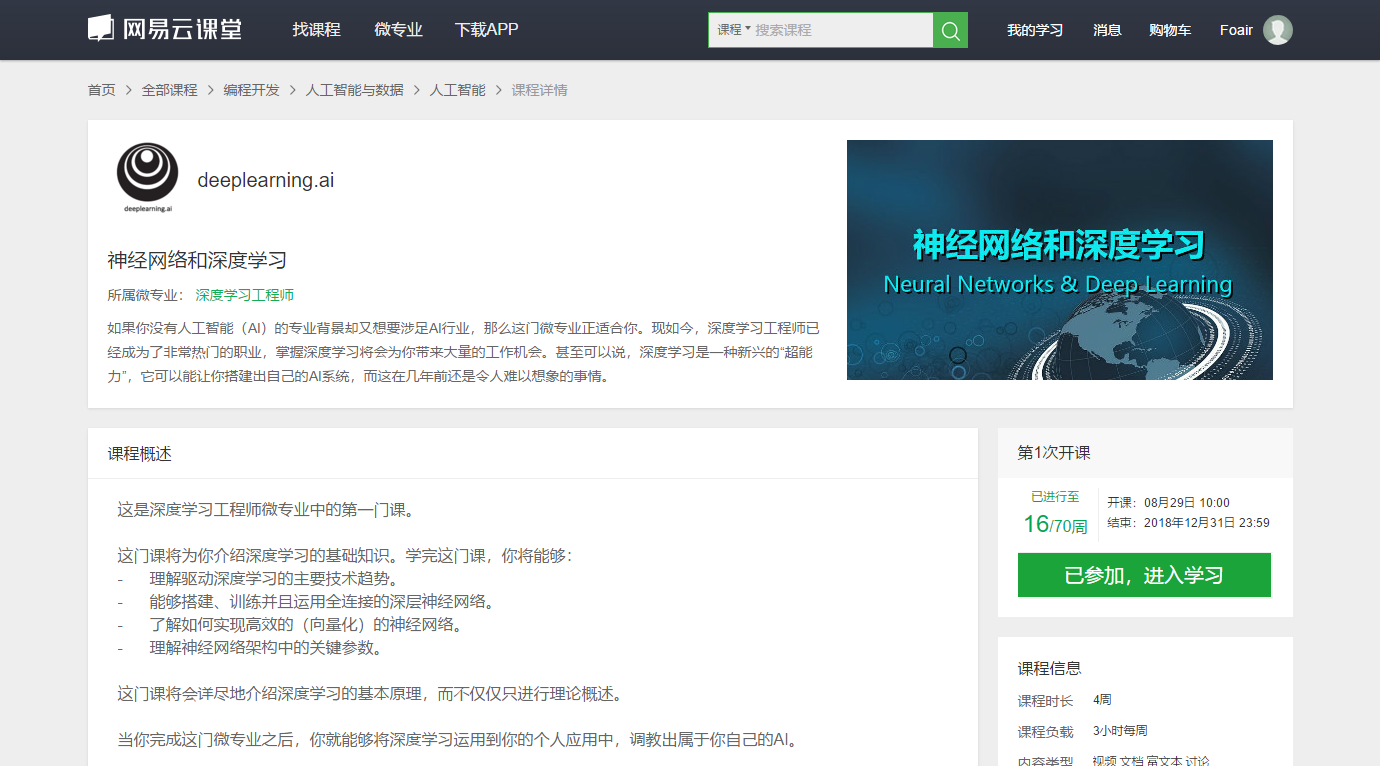 网易云课堂 找课程 微专业 下载APP 课程 搜索课程 我的学习 消息 购物车 Foair
首页 > 全部课程 > 编程开发 > 人工智能与数据 > 人工智能 > 课程详情
deeplearning.ai
deeplearning.ai
神经网络和深度学习
所属微专业： 深度学习工程师
如果你没有人工智能（AI）的专业背景却又想要涉足AI行业，那么这门微专业正适合你。现如今，深度学习工程师已
经成为了非常热门的职业，掌握深度学习将会为你带来大量的工作机会。甚至可以说，深度学习是一种新兴的“超能
力”，它可以能让你搭建出自己的AI系统，而这在几年前还是令人难以想象的事情。
神经网络和深度学习
Neural Networks & Deep Learning
课程概述
这是深度学习工程师微专业中的第一门课。
这门课将为你介绍深度学习的基础知识。学完这门课，你将能够：
- 理解驱动深度学习的主要技术趋势。
- 能够搭建、训练并且运用全连接的深层神经网络。
- 了解如何实现高效的（向量化）的神经网络。
- 理解神经网络架构中的关键参数。
这门课将会详尽地介绍深度学习的基本原理，而不仅仅只进行理论概述。
当你完成这门微专业之后，你就能够将深度学习运用到你的个人应用中，调教出属于你自己的AI。
第1次开课
已进行至
16/70周
开课： 08月29日 10:00
结束： 2018年12月31日 23:59
已参加，进入学习
课程信息
课程时长 4周
课程负载 3小时每周
内容类型 视频 文档 富文本 讨论